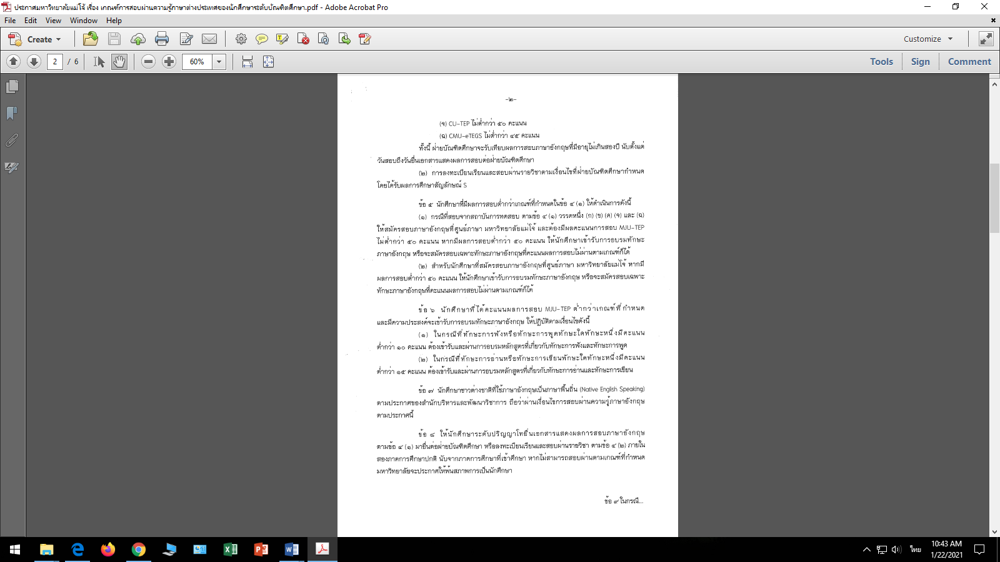 ประกาศมหาวิทยาลัยแม่โจ้ เรื่อง เกณฑ์การสอบผ่านความรู้ภาษาต่างประเทศของนักศึกษาระดับบัณฑิตศึกษา.pdf - Adobe Acrobat Pro
File Edit View Window Help
Create Customize
2 / 6 60% Tools Sign Comment
-๒-
(จ) CU-TEP ไม่ต่ำกว่า ๕๐ คะแนน
(ฉ) CMU-eTEGS ไม่ต่ำกว่า ๔๕ คะแนน
ทั้งนี้ ฝ่ายบัณฑิตศึกษาจะรับเทียบผลการสอบภาษาอังกฤษที่มีอายุไม่เกินสองปี นับตั้งแต่
วันสอบถึงวันยื่นเอกสารแสดงผลการสอบต่อฝ่ายบัณฑิตศึกษา
(๒) การลงทะเบียนเรียนและสอบผ่านรายวิชาตามเงื่อนไขที่ฝ่ายบัณฑิตศึกษากำหนด
โดยได้รับผลการศึกษาสัญลักษณ์ S
ข้อ ๕ นักศึกษาที่มีผลการสอบต่ำกว่าเกณฑ์ที่กำหนดในข้อ ๔ (๑) ให้ดำเนินการดังนี้
(๑) กรณีที่สอบจากสถาบันการทดสอบ ตามข้อ ๔ (๑) วรรคหนึ่ง (ก) (ข) (ค) (จ) และ (ฉ)
ให้สมัครสอบภาษาอังกฤษที่ศูนย์ภาษา มหาวิทยาลัยแม่โจ้ และต้องมีผลคะแนนการสอบ MJU-TEP
ไม่ต่ำกว่า ๕๐ คะแนน หากมีผลการสอบต่ำกว่า ๕๐ คะแนน ให้นักศึกษาเข้ารับการอบรมทักษะ
ภาษาอังกฤษ หรือจะสมัครสอบเฉพาะทักษะภาษาอังกฤษที่คะแนนผลการสอบไม่ผ่านตามเกณฑ์ก็ได้
(๒) สำหรับนักศึกษาที่สมัครสอบภาษาอังกฤษที่ศูนย์ภาษา มหาวิทยาลัยแม่โจ้ หากมี
ผลการสอบต่ำกว่า ๕๐ คะแนน ให้นักศึกษาเข้ารับการอบรมทักษะภาษาอังกฤษ หรือจะสมัครสอบเฉพาะ
ทักษะภาษาอังกฤษที่คะแนนผลการสอบไม่ผ่านตามเกณฑ์ก็ได้
ข้อ ๖ นักศึกษาที่ได้คะแนนผลการสอบ MJU-TEP ต่ำกว่าเกณฑ์ที่กำหนด
และมีความประสงค์จะเข้ารับการอบรมทักษะภาษาอังกฤษ ให้ปฏิบัติตามเงื่อนไขดังนี้
(๑) ในกรณีที่ทักษะการฟังหรือทักษะการพูดทักษะใดทักษะหนึ่งมีคะแนน
ต่ำกว่า ๑๐ คะแนน ต้องเข้ารับและผ่านการอบรมหลักสูตรที่เกี่ยวกับทักษะการฟังและทักษะการพูด
(๒) ในกรณีที่ทักษะการอ่านหรือทักษะการเขียนทักษะใดทักษะหนึ่งมีคะแนน
ต่ำกว่า ๑๕ คะแนน ต้องเข้ารับและผ่านการอบรมหลักสูตรที่เกี่ยวกับทักษะการอ่านและทักษะการเขียน
ข้อ ๗ นักศึกษาชาวต่างชาติที่ใช้ภาษาอังกฤษเป็นภาษาพื้นถิ่น (Native English Speaking)
ตามประกาศของสำนักบริหารและพัฒนาวิชาการ ถือว่าผ่านเงื่อนไขการสอบผ่านความรู้ภาษาอังกฤษ
ตามประกาศนี้
ข้อ ๘ ให้นักศึกษาระดับปริญญาโทยื่นเอกสารแสดงผลการสอบภาษาอังกฤษ
ตามข้อ ๔ (๑) มายื่นต่อฝ่ายบัณฑิตศึกษา หรือลงทะเบียนเรียนและสอบผ่านรายวิชา ตามข้อ ๔ (๒) ภายใน
สองภาคการศึกษาปกติ นับจากภาคการศึกษาที่เข้าศึกษา หากไม่สามารถสอบผ่านตามเกณฑ์ที่กำหนด
มหาวิทยาลัยจะประกาศให้พ้นสภาพการเป็นนักศึกษา
ข้อ ๙ ในกรณี...
ไทย
10:43 AM
1/22/2021